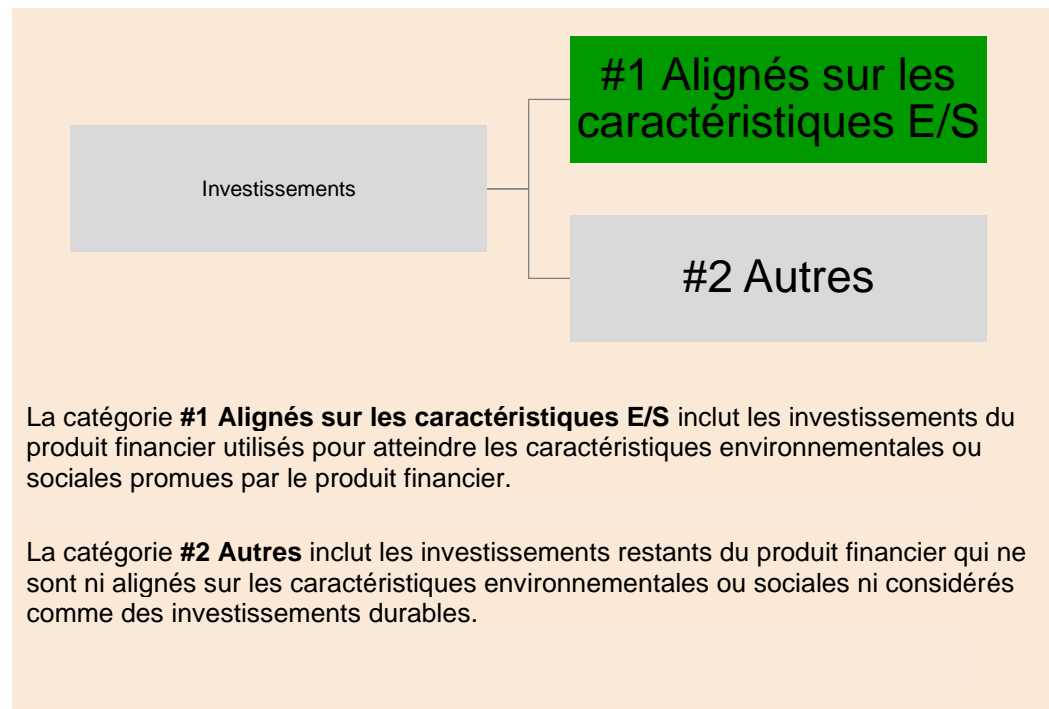 #1 Alignés sur les
caractéristiques E/S
Investissements
#2 Autres
La catégorie #1 Alignés sur les caractéristiques E/S inclut les investissements du
produit financier utilisés pour atteindre les caractéristiques environnementales ou
sociales promues par le produit financier.
La catégorie #2 Autres inclut les investissements restants du produit financier qui ne
sont ni alignés sur les caractéristiques environnementales ou sociales ni considérés
comme des investissements durables.